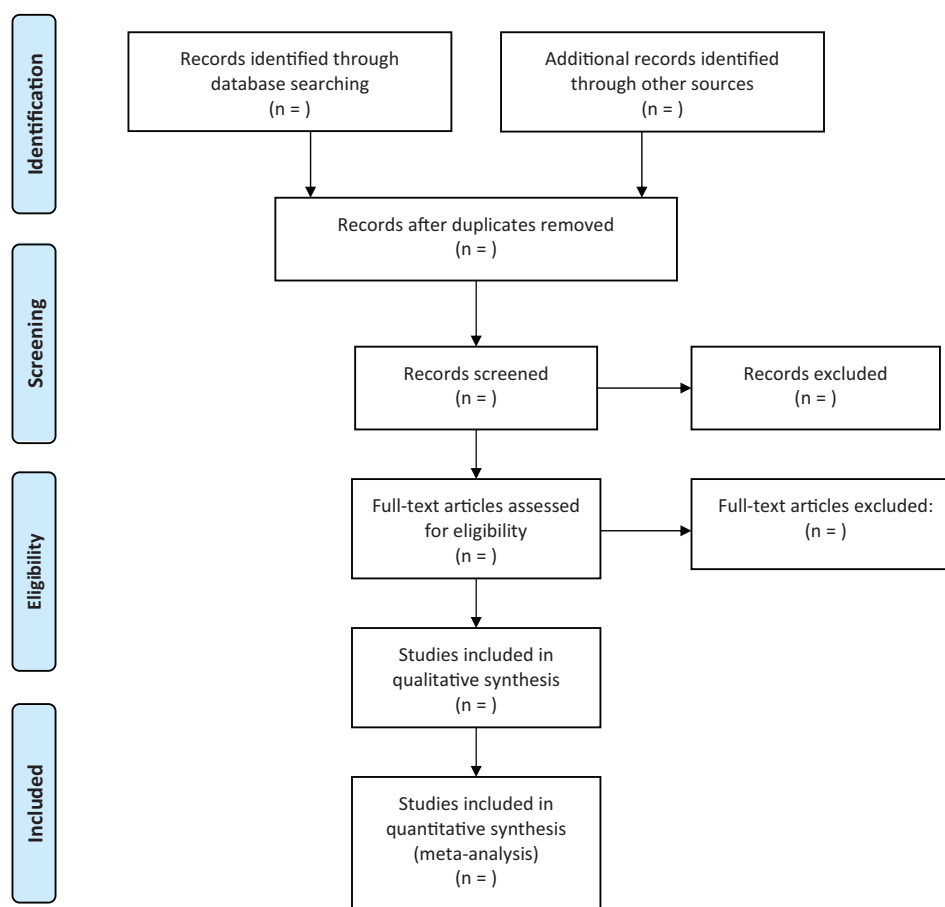 Identification
Records identified through
database searching
(n = )
Additional records identified
through other sources
(n = )
Records after duplicates removed
(n = )
Screening
Records screened
(n = )
Records excluded
(n = )
Eligibility
Full-text articles assessed
for eligibility
(n = )
Full-text articles excluded:
(n = )
Studies included in
qualitative synthesis
(n = )
Included
Studies included in
quantitative synthesis
(meta-analysis)
(n = )